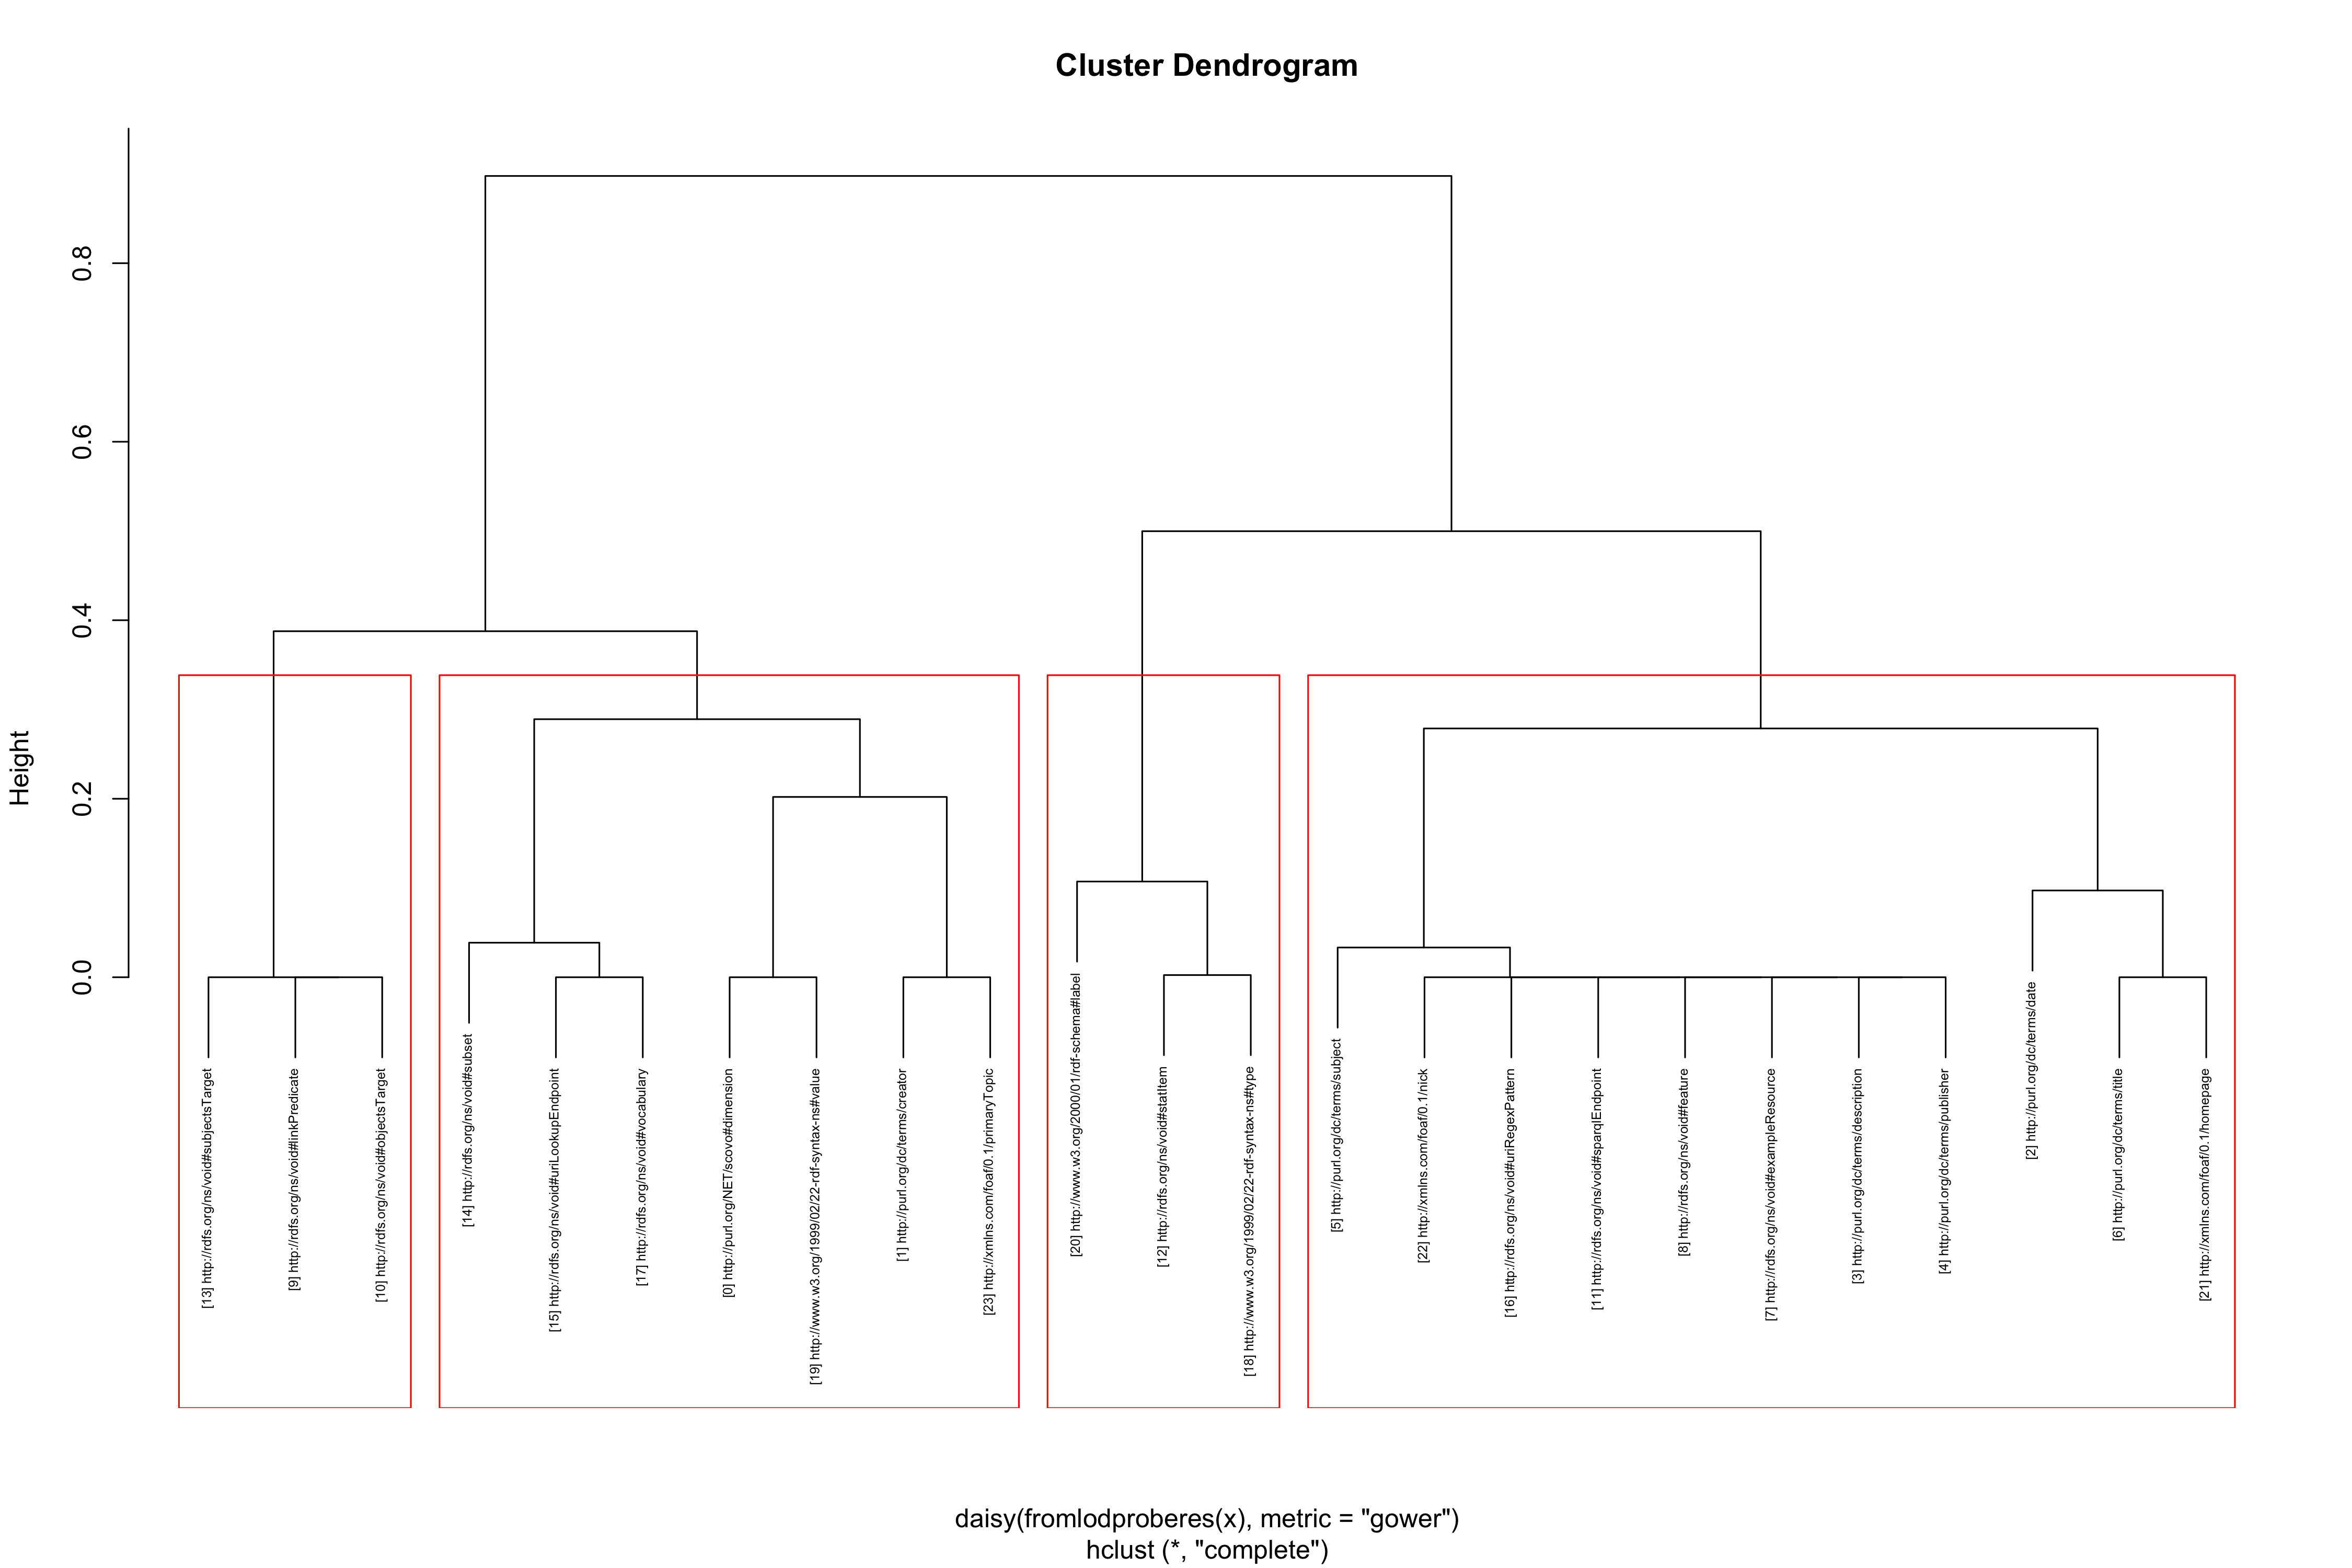 Cluster Dendrogram
Height
0.0
0.2
0.4
0.6
0.8
[13] http://rdfs.org/ns/void#subjectsTarget
[9] http://rdfs.org/ns/void#linkPredicate
[10] http://rdfs.org/ns/void#objectsTarget
[14] http://rdfs.org/ns/void#subset
[15] http://rdfs.org/ns/void#uriLookupEndpoint
[17] http://rdfs.org/ns/void#vocabulary
[0] http://purl.org/NET/scovo#dimension
[19] http://www.w3.org/1999/02/22-rdf-syntax-ns#value
[1] http://purl.org/dc/terms/creator
[23] http://xmlns.com/foaf/0.1/primaryTopic
[20] http://www.w3.org/2000/01/rdf-schema#label
[12] http://rdfs.org/ns/void#statItem
[18] http://www.w3.org/1999/02/22-rdf-syntax-ns#type
[5] http://purl.org/dc/terms/subject
[22] http://xmlns.com/foaf/0.1/nick
[16] http://rdfs.org/ns/void#uriRegexPattern
[11] http://rdfs.org/ns/void#sparqlEndpoint
[8] http://rdfs.org/ns/void#feature
[7] http://rdfs.org/ns/void#exampleResource
[3] http://purl.org/dc/terms/description
[4] http://purl.org/dc/terms/publisher
[2] http://purl.org/dc/terms/date
[6] http://purl.org/dc/terms/title
[21] http://xmlns.com/foaf/0.1/homepage
daisy(fromlodproberes(x), metric = "gower")
hclust (*, "complete")